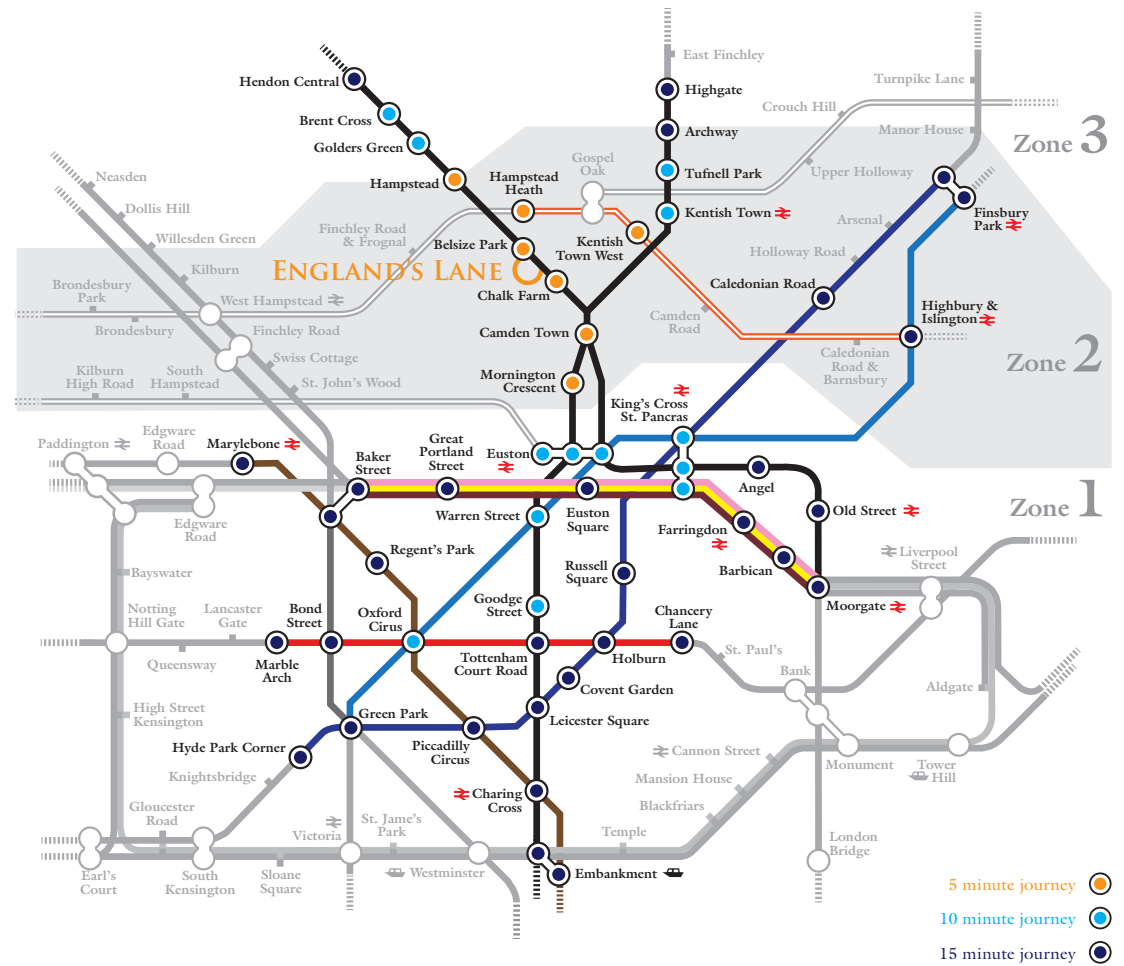 East Finchley
Hendon Central
Highgate
Turnpike Lane
Crouch Hill
Brent Cross
Archway
Manor House
Zone 3
Golders Green
Gospel
Oak
Hampstead
Hampstead
Heath
Tufnell Park
Upper Holloway
Neasden
Dollis Hill
Kentish Town
Arsenal
Finsbury
Park
Willesden Green
Finchley Road
& Frognal
Belsize Park
Kentish
Town West
Holloway Road
ENGLAND'S LANE
Kilburn
Chalk Farm
Caledonian Road
Brondesbury
Park
West Hampstead
Highbury &
Islington
Brondesbury
Finchley Road
Camden Town
Camden
Road
Swiss Cottage
Caledonian
Road &
Barnsbury
Zone 2
Kilburn
High Road
South
Hampstead
St. John's Wood
Mornington
Crescent
King's Cross
St. Pancras
Paddington
Edgware
Road
Marylebone
Baker
Street
Great
Portland
Street
Euston
Angel
Zone 1
Edgware
Road
Warren Street
Euston
Square
Farringdon
Old Street
Regent's Park
Barbican
Liverpool
Street
Bayswater
Russell
Square
Moorgate
Notting
Hill Gate
Lancaster
Gate
Bond
Street
Oxford
Cirus
Goodge
Street
Chancery
Lane
Queensway
Marble
Arch
Tottenham
Court Road
Holburn
St. Paul's
Bank
Aldgate
Covent Garden
High Street
Kensington
Green Park
Leicester Square
Hyde Park Corner
Piccadilly
Circus
Cannon Street
Monument
Tower
Hill
Knightsbridge
Mansion House
Charing
Cross
Blackfriars
Gloucester
Road
Victoria
St. Jame's
Park
Temple
London
Bridge
Earl's
Court
South
Kensington
Sloane
Square
Westminster
Embankment
5 minute journey
10 minute journey
15 minute journey